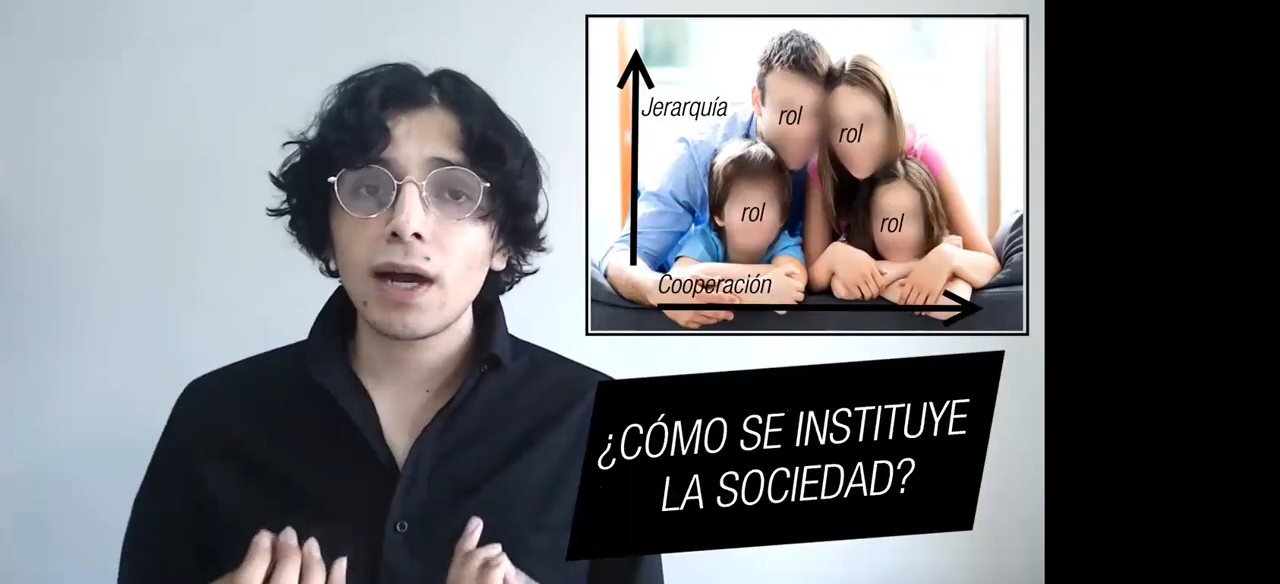 Jerarquía
rol
rol
rol
rol
Cooperación
¿CÓMO SE INSTITUYE
LA SOCIEDAD?